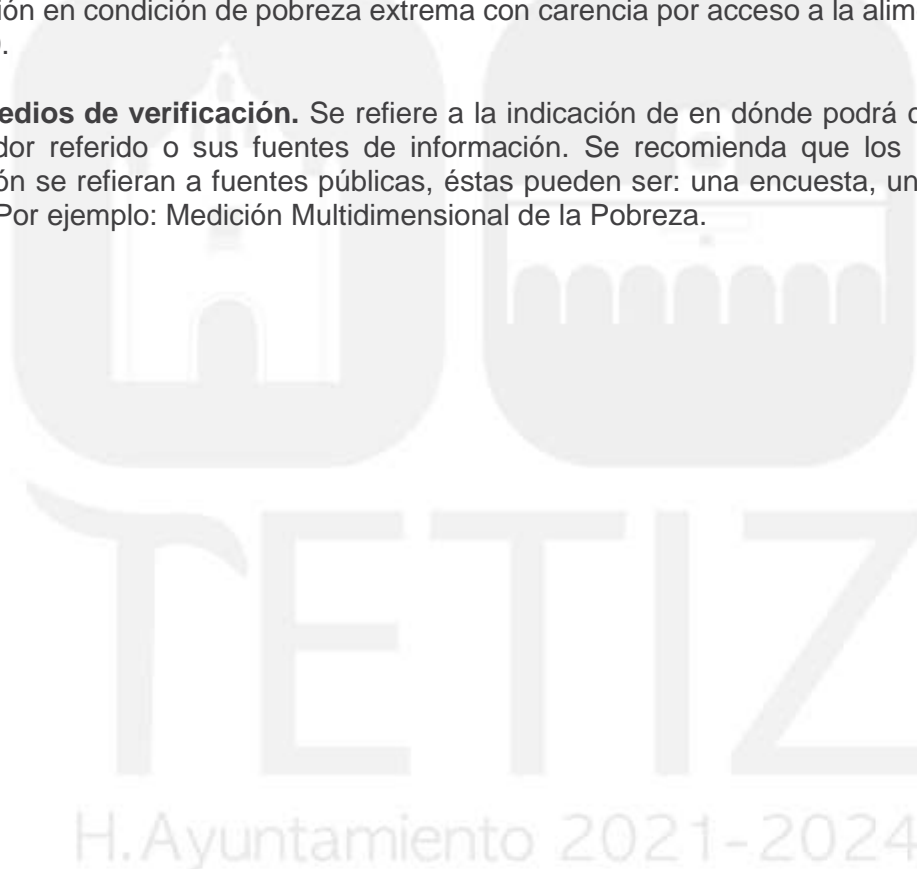 ión en condición de pobreza extrema con carencia por acceso a la alim
).
edios de verificación. Se refiere a la indicación de en dónde podrá c
dor referido o sus fuentes de información. Se recomienda que los
ón se refieran a fuentes públicas, éstas pueden ser: una encuesta, un
Por ejemplo: Medición Multidimensional de la Pobreza.
TETIZ
H. Ayuntamiento 2021-2024